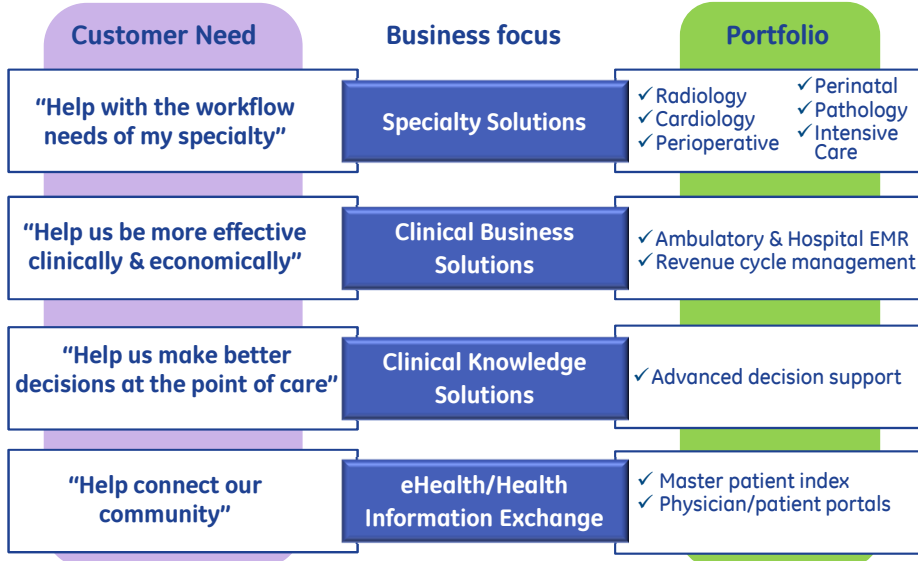 Customer Need
Business focus
Portfolio
“Help with the workflow
needs of my specialty”
Specialty Solutions
✓Radiology
✓Cardiology
✓Perioperative
✓Perinatal
✓Pathology
✓Intensive
Care
“Help us be more effective
clinically & economically”
Clinical Business
Solutions
✓Ambulatory & Hospital EMR
✓Revenue cycle management
“Help us make better
decisions at the point of care”
Clinical Knowledge
Solutions
✓Advanced decision support
“Help connect our
community”
eHealth/Health
Information Exchange
✓ Master patient index
✓ Physician/patient portals